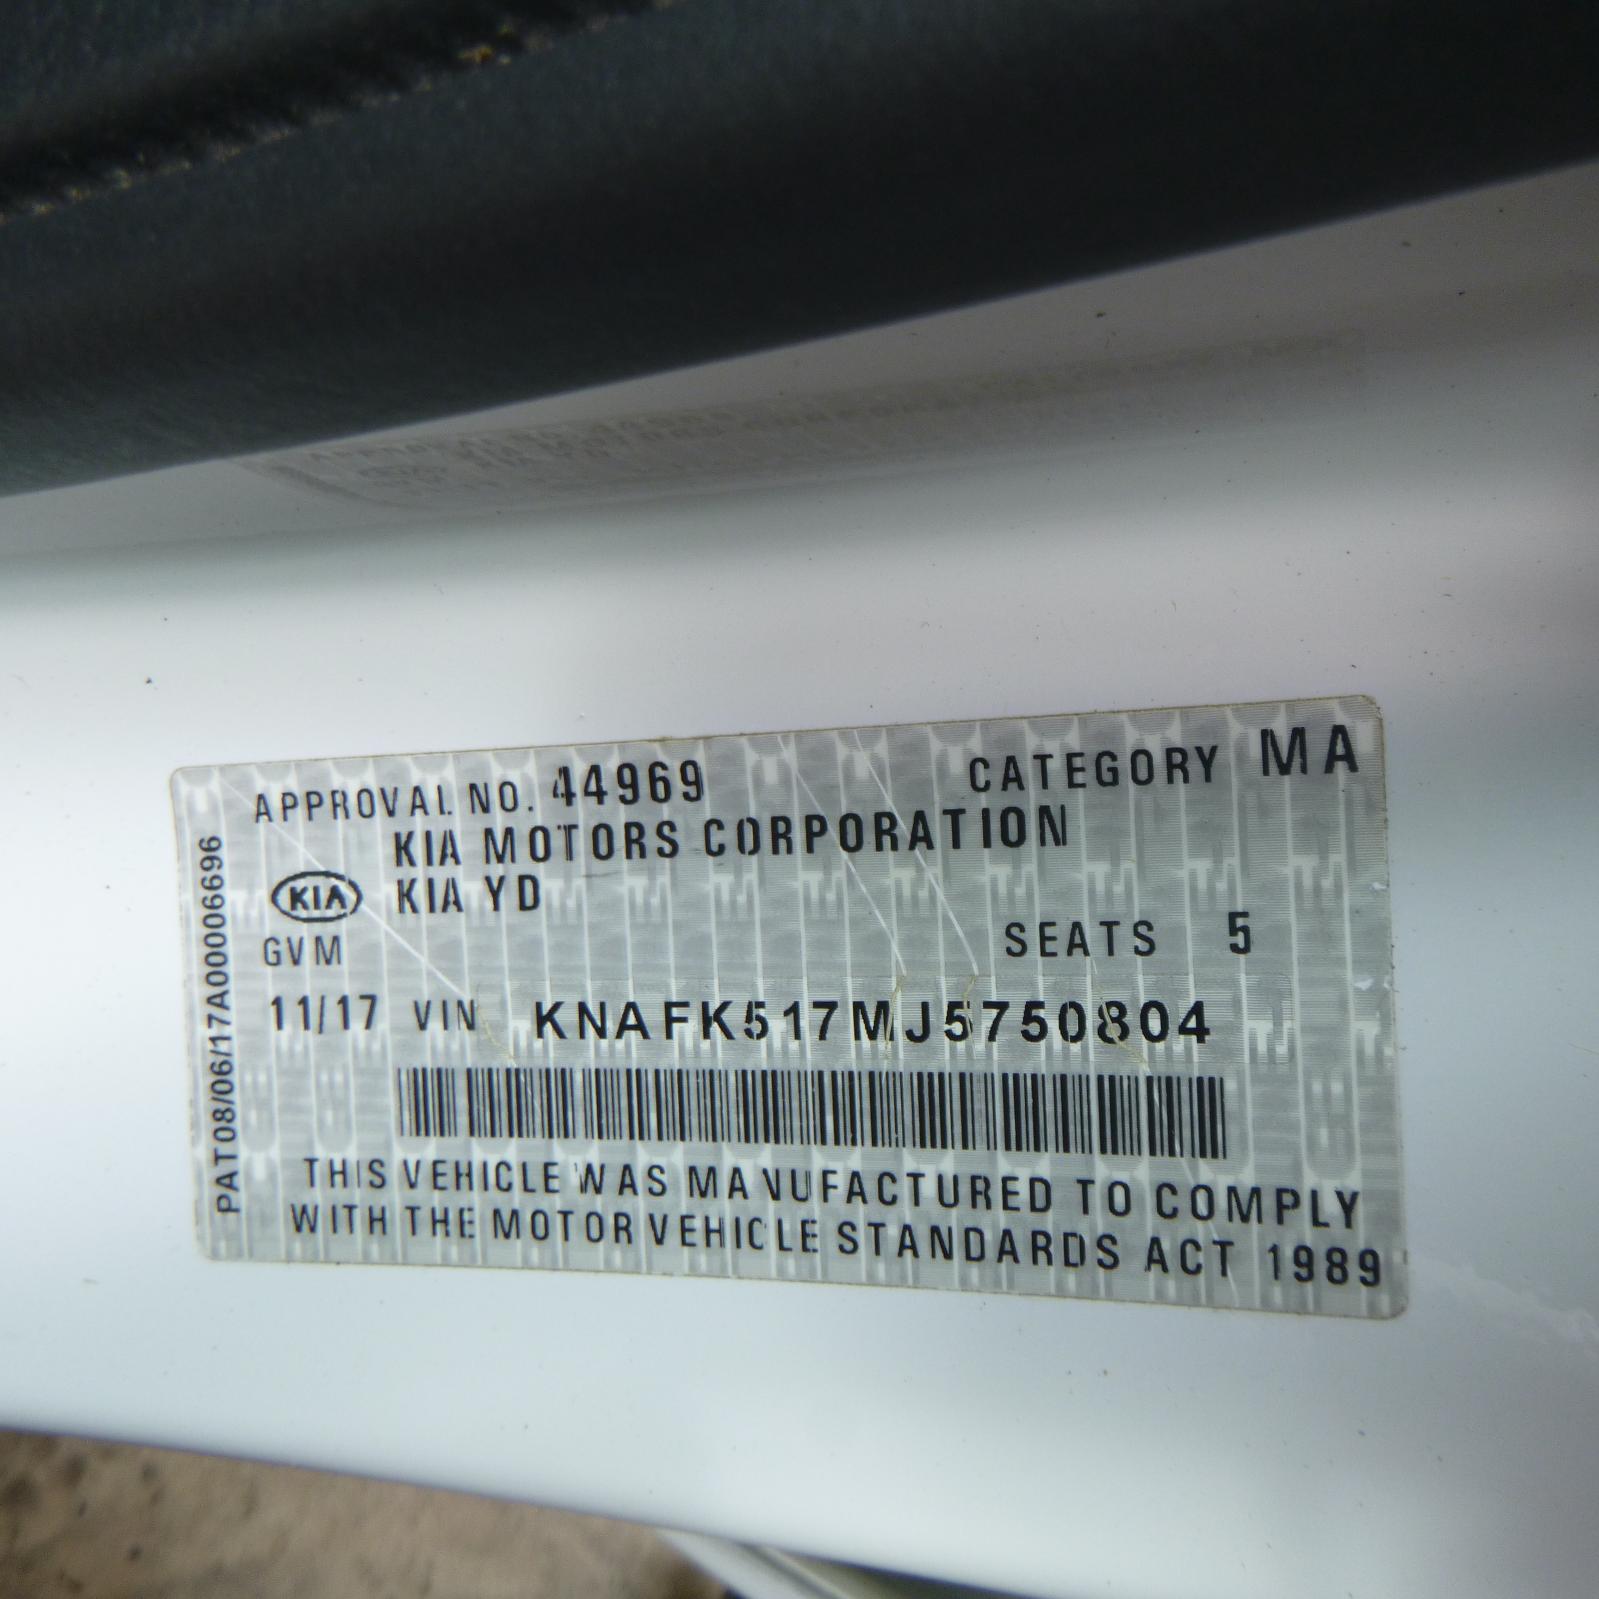 APPROVAL NO. 44969 CATEGORY MA
KIA MOTORS CORPORATION
KIA KIA YD
GVM SEATS 5
11/17 VIN KNAFK517MJ5750804
THIS VEHICLE WAS MANUFACTURED TO COMPLY
WITH THE MOTOR VEHICLE STANDARDS ACT 1989
PAT08/06/17A00006696